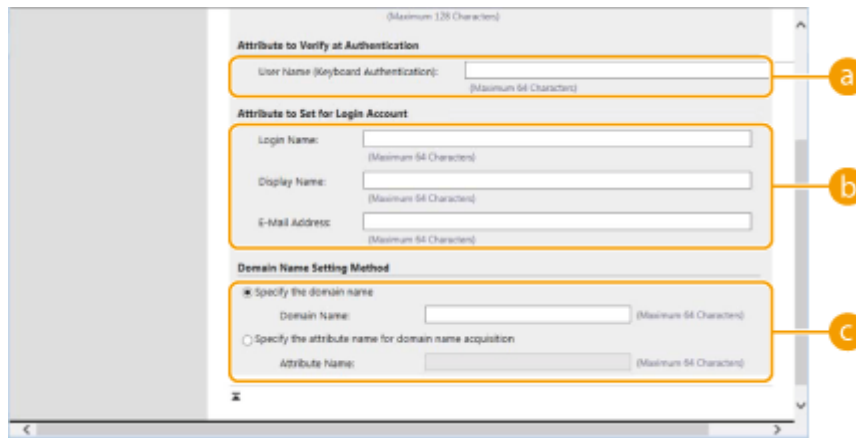 (Maximum 128 Characters)
Attribute to Verify at Authentication
User Name (Keyboard Authentication):
(Maximum 64 Characters)
a
Attribute to Set for Login Account
Login Name:
(Maximum 64 Characters)
Display Name:
(Maximum 64 Characters)
b
E-Mail Address:
(Maximum 64 Characters)
Domain Name Setting Method
Specify the domain name
Domain Name: (Maximum 64 Characters)
Specify the attribute name for domain name acquisition
c
Attribute Name: (Maximum 64 Characters)